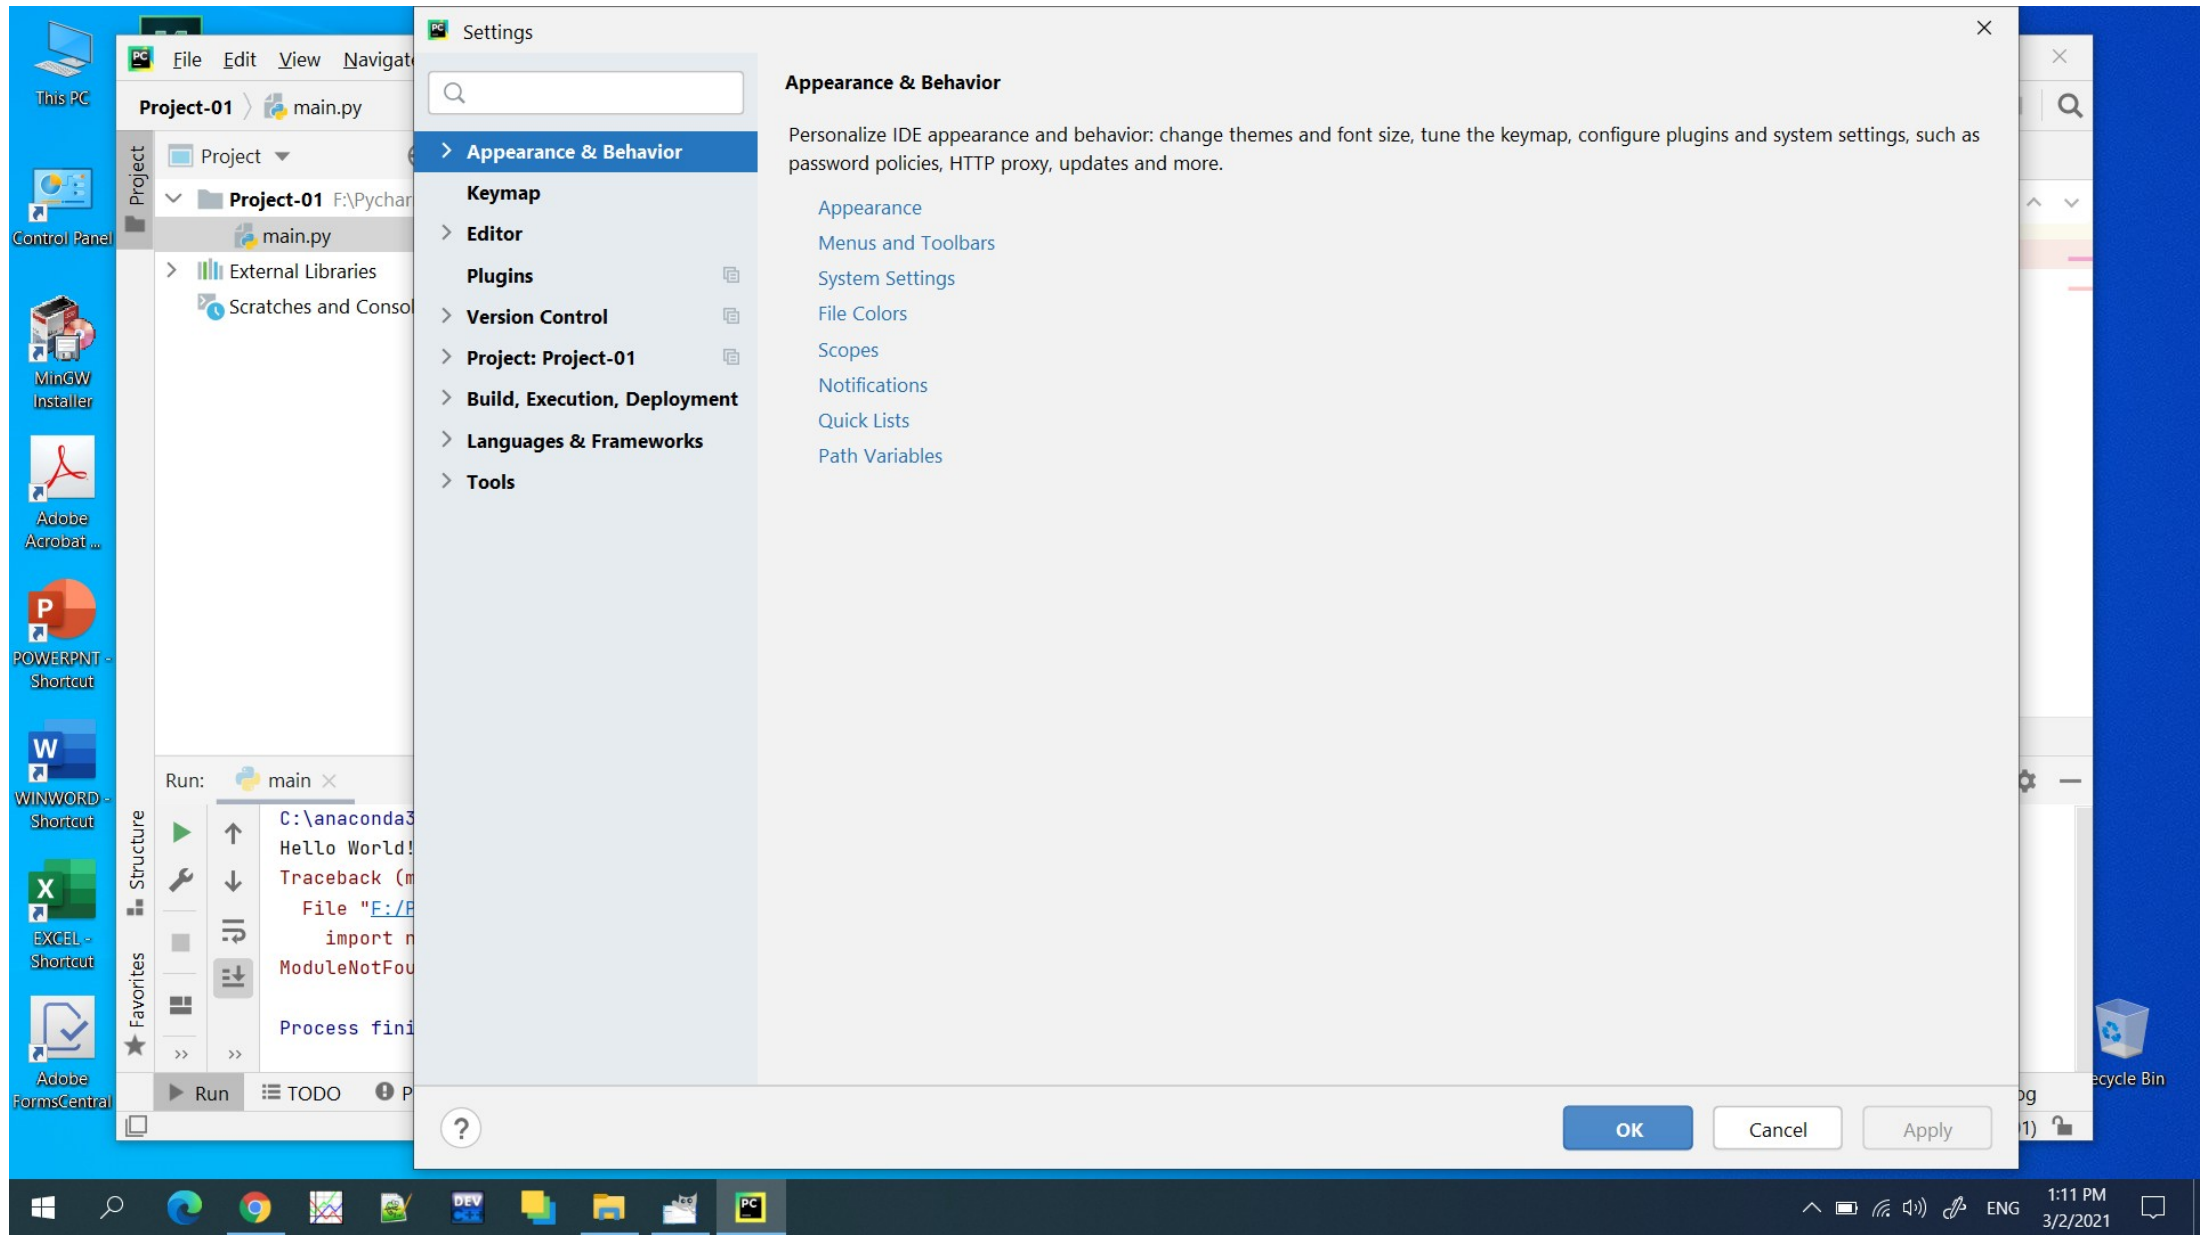 This PC
Control Panel
MinGW
Installer
Adobe
Acrobat ...
POWERPNT -
Shortcut
WINWORD -
Shortcut
EXCEL -
Shortcut
Adobe
FormsCentral
File Edit View Navigate
Project-01 main.py
Project
Project
Project-01 F:\Pychar
main.py
External Libraries
Scratches and Consol
Structure
Favorites
Run: main
C:\anaconda3
Hello World!
Traceback (m
File "F:/P
import n
ModuleNotFou
Process fini
Run TODO P
Settings
Appearance & Behavior
Keymap
Editor
Plugins
Version Control
Project: Project-01
Build, Execution, Deployment
Languages & Frameworks
Tools
Appearance & Behavior
Personalize IDE appearance and behavior: change themes and font size, tune the keymap, configure plugins and system settings, such as
password policies, HTTP proxy, updates and more.
Appearance
Menus and Toolbars
System Settings
File Colors
Scopes
Notifications
Quick Lists
Path Variables
?
OK Cancel Apply
og
1)
ecycle Bin
DEV
C++
PC
ENG
1:11 PM
3/2/2021